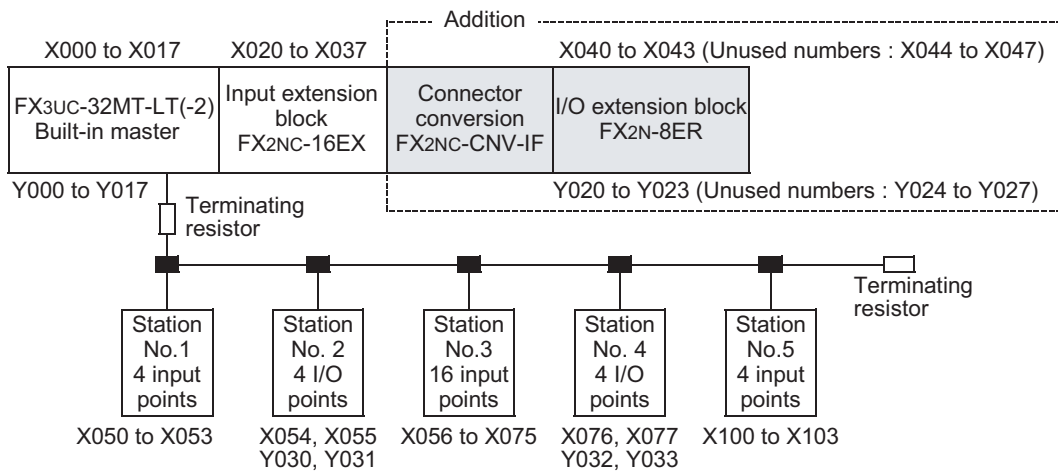 Addition
X000 to X017
X020 to X037
X040 to X043 (Unused numbers : X044 to X047)
FX3UC-32MT-LT(-2)
Built-in master
Input extension
block
FX2NC-16EX
Connector
conversion
FX2NC-CNV-IF
I/O extension block
FX2N-8ER
Y000 to Y017
Y020 to Y023 (Unused numbers : Y024 to Y027)
Terminating
resistor
Terminating
resistor
Station
No.1
4 input
points
Station
No. 2
4 I/O
points
Station
No.3
16 input
points
Station
No. 4
4 I/O
points
Station
No.5
4 input
points
X050 to X053
X054, X055
Y030, Y031
X056 to X075
X076, X077
Y032, Y033
X100 to X103